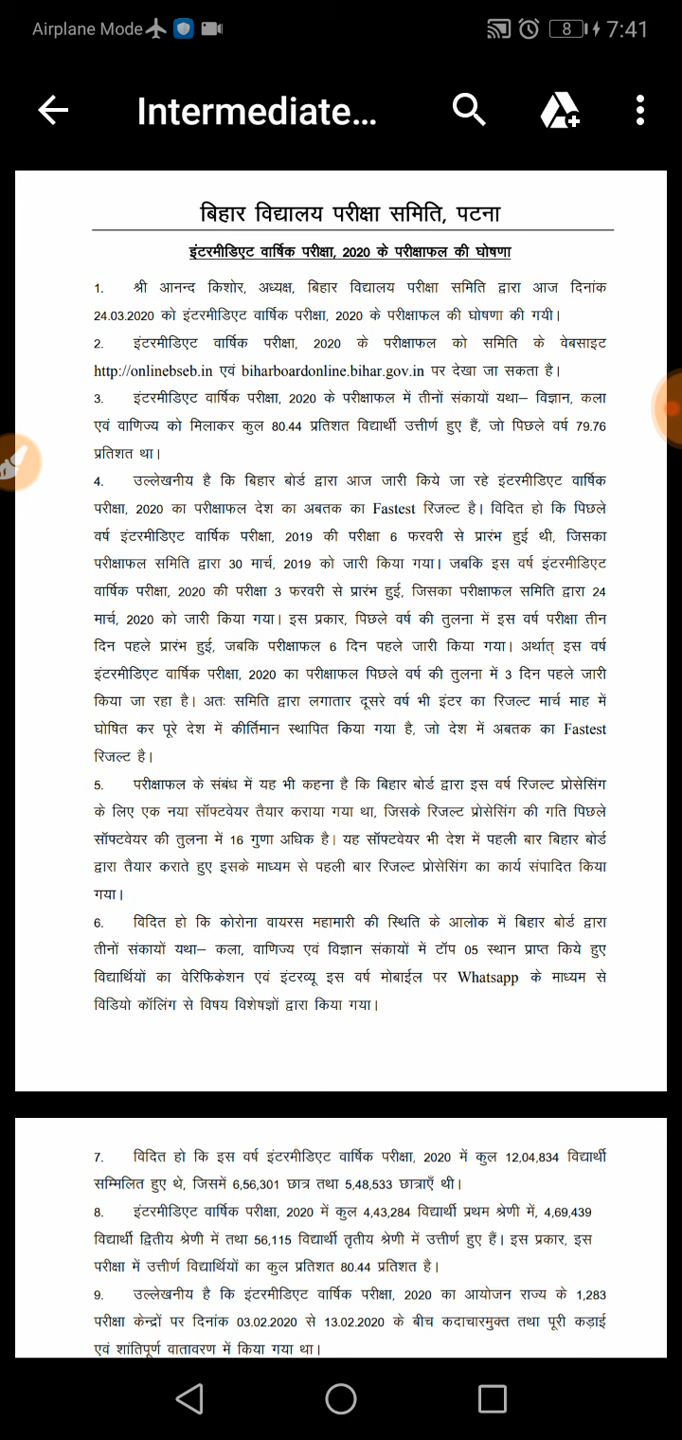 Airplane Mode 8 7:41
Intermediate...
बिहार विद्यालय परीक्षा समिति, पटना
इंटरमीडिएट वार्षिक परीक्षा, 2020 के परीक्षाफल की घोषणा
1. श्री आनन्द किशोर, अध्यक्ष, बिहार विद्यालय परीक्षा समिति द्वारा आज दिनांक
24.03.2020 को इंटरमीडिएट वार्षिक परीक्षा, 2020 के परीक्षाफल की घोषणा की गयी।
2. इंटरमीडिएट वार्षिक परीक्षा, 2020 के परीक्षाफल को समिति के वेबसाइट
http://onlinebseb.in एवं biharboardonline.bihar.gov.in पर देखा जा सकता है।
3. इंटरमीडिएट वार्षिक परीक्षा, 2020 के परीक्षाफल में तीनों संकायों यथा– विज्ञान, कला
एवं वाणिज्य को मिलाकर कुल 80.44 प्रतिशत विद्यार्थी उत्तीर्ण हुए हैं, जो पिछले वर्ष 79.76
प्रतिशत था।
4. उल्लेखनीय है कि बिहार बोर्ड द्वारा आज जारी किये जा रहे इंटरमीडिएट वार्षिक
परीक्षा, 2020 का परीक्षाफल देश का अबतक का Fastest रिजल्ट है। विदित हो कि पिछले
वर्ष इंटरमीडिएट वार्षिक परीक्षा, 2019 की परीक्षा 6 फरवरी से प्रारंभ हुई थी, जिसका
परीक्षाफल समिति द्वारा 30 मार्च, 2019 को जारी किया गया। जबकि इस वर्ष इंटरमीडिएट
वार्षिक परीक्षा, 2020 की परीक्षा 3 फरवरी से प्रारंभ हुई, जिसका परीक्षाफल समिति द्वारा 24
मार्च, 2020 को जारी किया गया। इस प्रकार, पिछले वर्ष की तुलना में इस वर्ष परीक्षा तीन
दिन पहले प्रारंभ हुई, जबकि परीक्षाफल 6 दिन पहले जारी किया गया। अर्थात् इस वर्ष
इंटरमीडिएट वार्षिक परीक्षा, 2020 का परीक्षाफल पिछले वर्ष की तुलना में 3 दिन पहले जारी
किया जा रहा है। अतः समिति द्वारा लगातार दूसरे वर्ष भी इंटर का रिजल्ट मार्च माह में
घोषित कर पूरे देश में कीर्तिमान स्थापित किया गया है, जो देश में अबतक का Fastest
रिजल्ट है।
5. परीक्षाफल के संबंध में यह भी कहना है कि बिहार बोर्ड द्वारा इस वर्ष रिजल्ट प्रोसेसिंग
के लिए एक नया सॉफ्टवेयर तैयार कराया गया था, जिसके रिजल्ट प्रोसेसिंग की गति पिछले
सॉफ्टवेयर की तुलना में 16 गुणा अधिक है। यह सॉफ्टवेयर भी देश में पहली बार बिहार बोर्ड
द्वारा तैयार कराते हुए इसके माध्यम से पहली बार रिजल्ट प्रोसेसिंग का कार्य संपादित किया
गया।
6. विदित हो कि कोरोना वायरस महामारी की स्थिति के आलोक में बिहार बोर्ड द्वारा
तीनों संकायों यथा– कला, वाणिज्य एवं विज्ञान संकायों में टॉप 05 स्थान प्राप्त किये हुए
विद्यार्थियों का वेरिफिकेशन एवं इंटरव्यू इस वर्ष मोबाईल पर Whatsapp के माध्यम से
विडियो कॉलिंग से विषय विशेषज्ञों द्वारा किया गया।
7. विदित हो कि इस वर्ष इंटरमीडिएट वार्षिक परीक्षा, 2020 में कुल 12,04,834 विद्यार्थी
सम्मिलित हुए थे, जिसमें 6,56,301 छात्र तथा 5,48,533 छात्राएँ थी।
8. इंटरमीडिएट वार्षिक परीक्षा, 2020 में कुल 4,43,284 विद्यार्थी प्रथम श्रेणी में, 4,69,439
विद्यार्थी द्वितीय श्रेणी में तथा 56,115 विद्यार्थी तृतीय श्रेणी में उत्तीर्ण हुए हैं। इस प्रकार, इस
परीक्षा में उत्तीर्ण विद्यार्थियों का कुल प्रतिशत 80.44 प्रतिशत है।
9. उल्लेखनीय है कि इंटरमीडिएट वार्षिक परीक्षा, 2020 का आयोजन राज्य के 1,283
परीक्षा केन्द्रों पर दिनांक 03.02.2020 से 13.02.2020 के बीच कदाचारमुक्त तथा पूरी कड़ाई
एवं शांतिपूर्ण वातावरण में किया गया था।